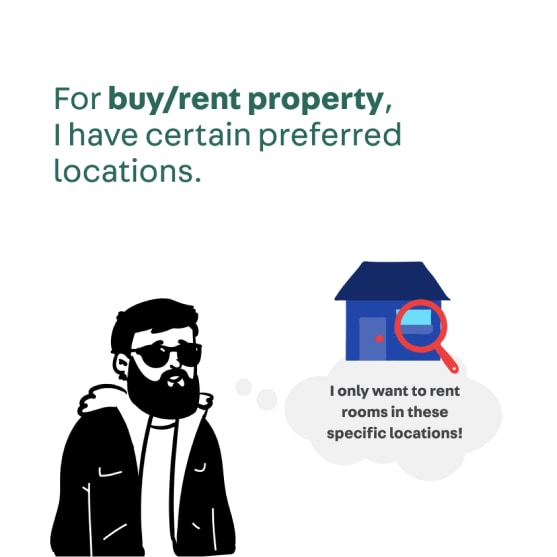 For buy/rent property,
I have certain preferred
locations.
I only want to rent
rooms in these
specific locations!